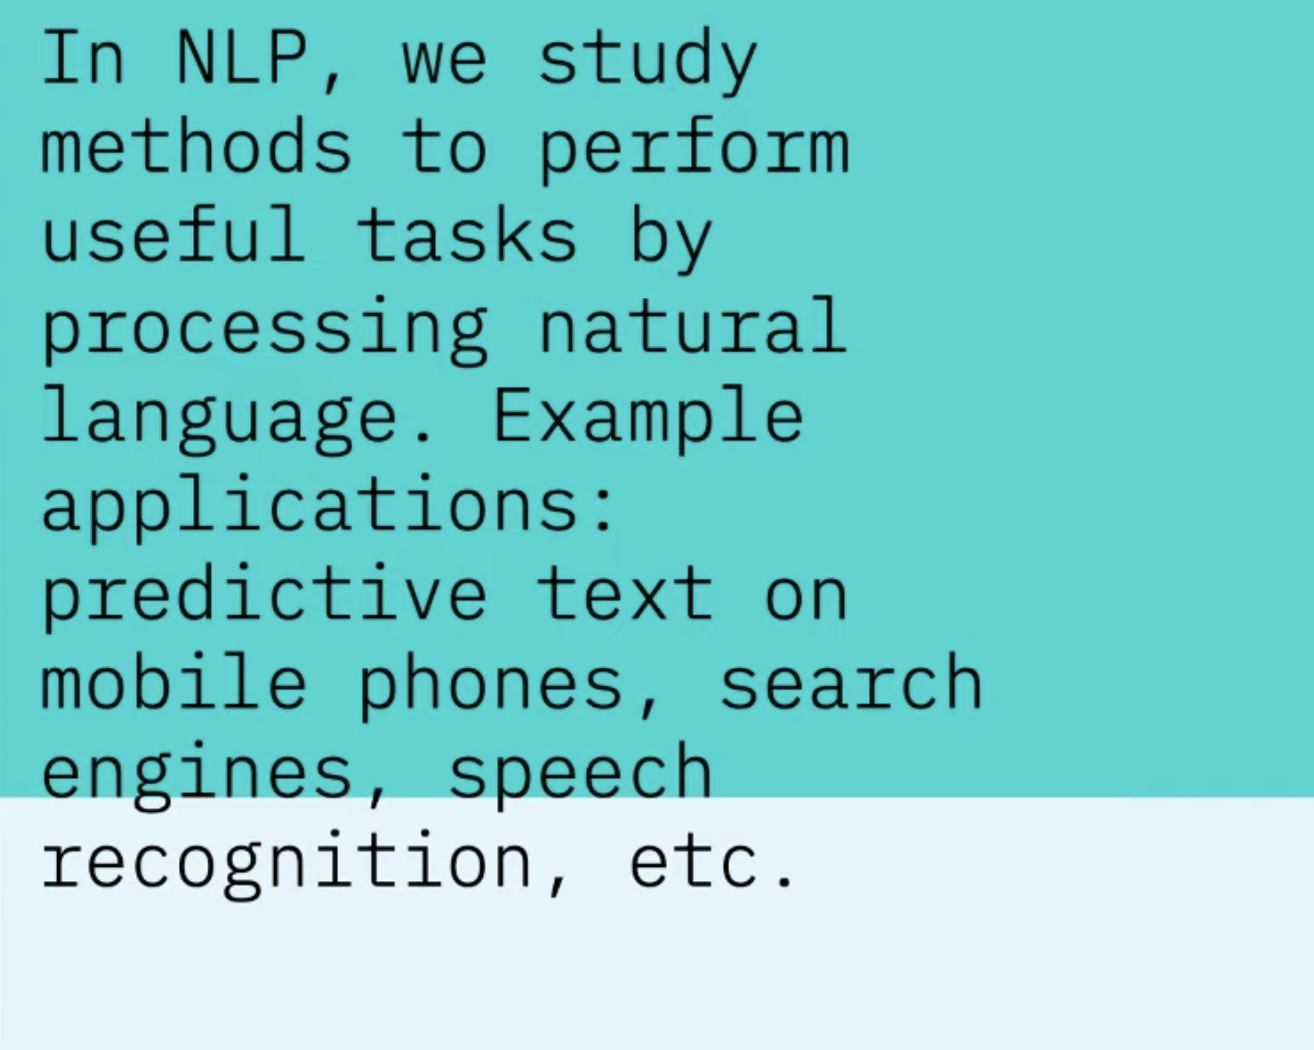 In NLP, we study
methods to perform
useful tasks by
processing natural
language. Example
applications:
predictive text on
mobile phones, search
engines, speech
recognition, etc.